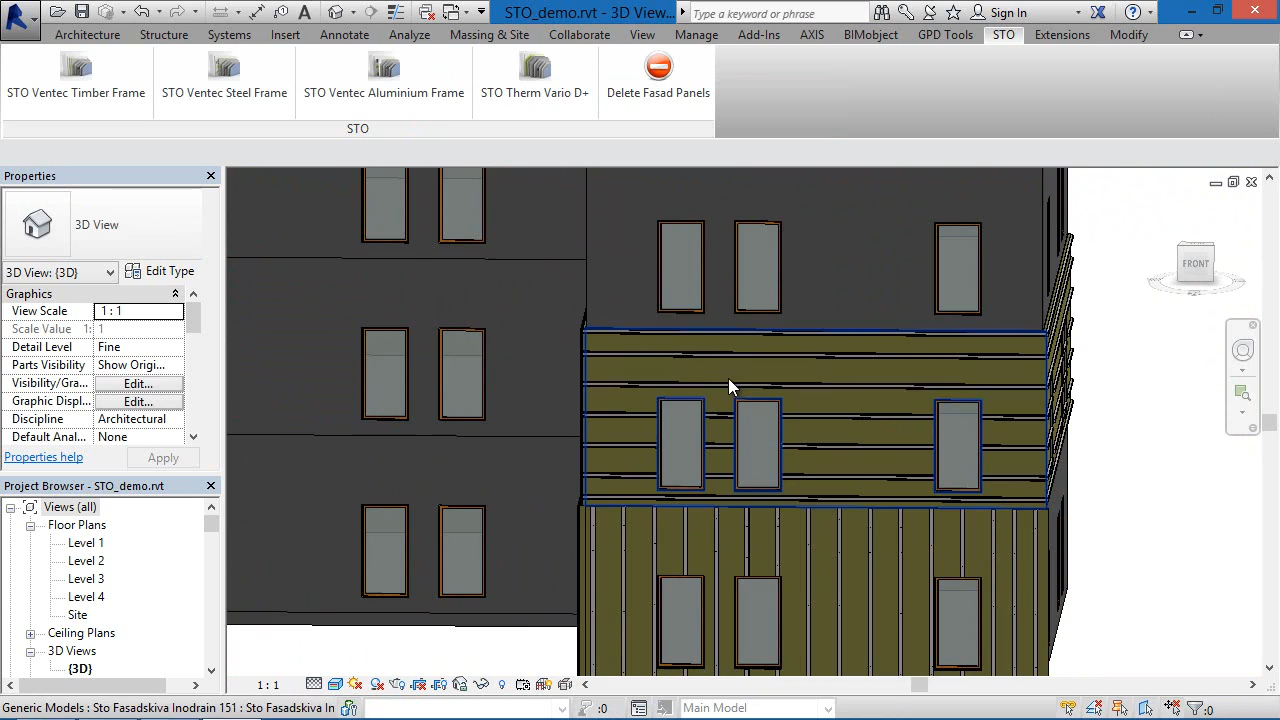 STO_demo.rvt - 3D View...
Type a keyword or phrase
Sign In
Architecture
Structure
Systems
Insert
Annotate
Analyze
Massing & Site
Collaborate
View
Manage
Add-Ins
AXIS
BIMobject
GPD Tools
STO
Extensions
Modify
STO Ventec Timber Frame
STO Ventec Steel Frame
STO Ventec Aluminium Frame
STO Therm Vario D+
Delete Fasad Panels
STO
Properties
3D View
3D View: {3D}
Edit Type
Graphics
View Scale
1 : 1
Scale Value 1:
1
Detail Level
Fine
Parts Visibility
Show Origi...
Visibility/Gra...
Edit...
Graphic Displ...
Edit...
Discipline
Architectural
Default Anal...
None
Properties help
Apply
FRONT
Project Browser - STO_demo.rvt
Views (all)
Floor Plans
Level 1
Level 2
Level 3
Level 4
Site
Ceiling Plans
3D Views
{3D}
1 : 1
Generic Models : Sto Fasadskiva Inodrain 151 : Sto Fasadskiva In
:0
Main Model
:0